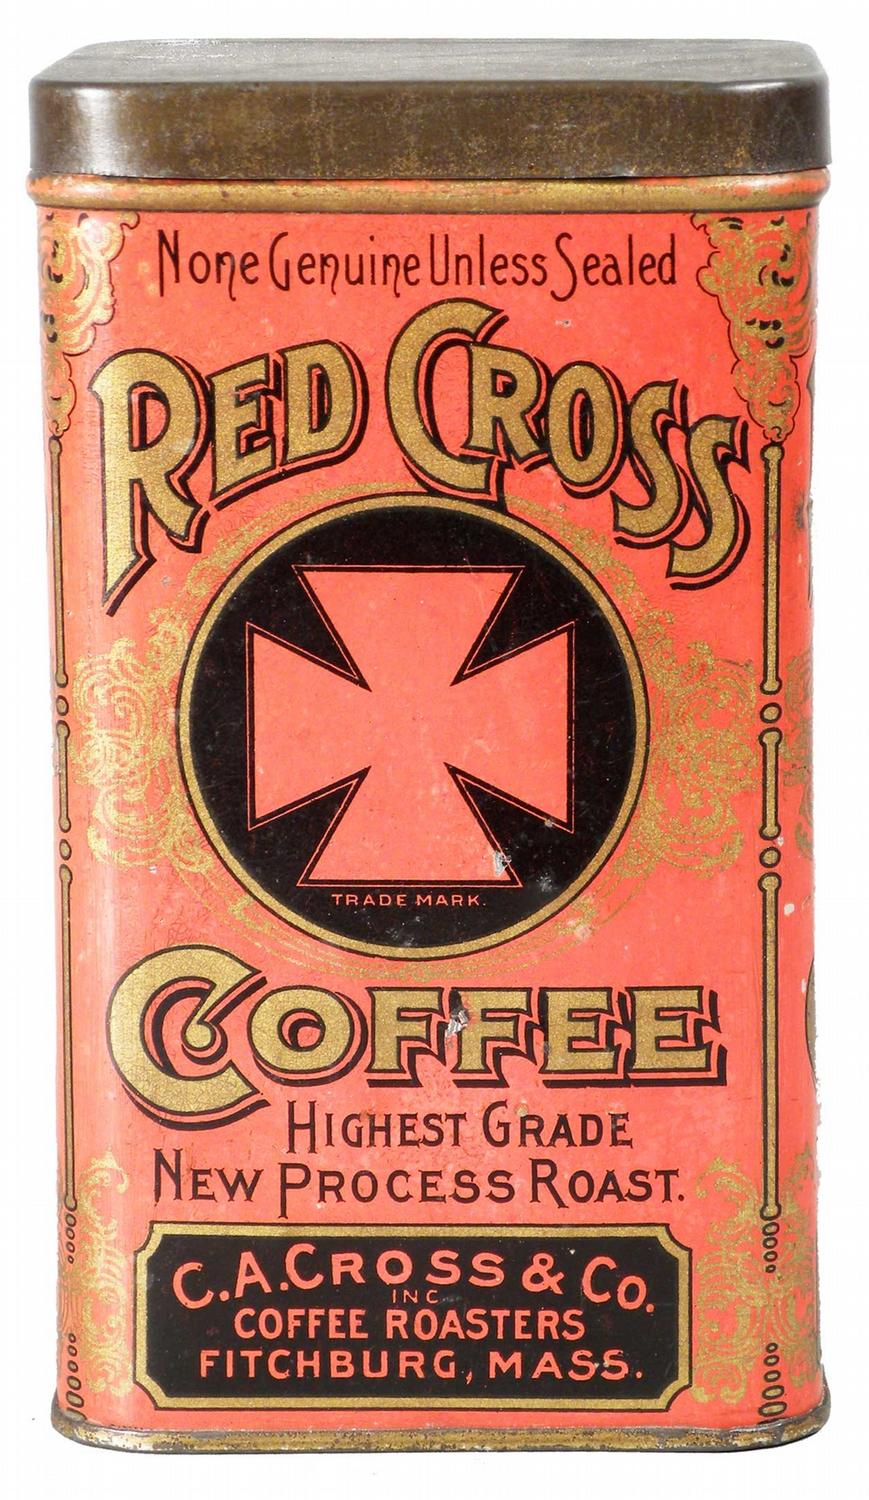 None Genuine Unless Sealed
RED CROSS
TRADE MARK.
COFFEE
HIGHEST GRADE
NEW PROCESS ROAST.
C.A. CROSS & CO.
INC
COFFEE ROASTERS
FITCHBURG, MASS.